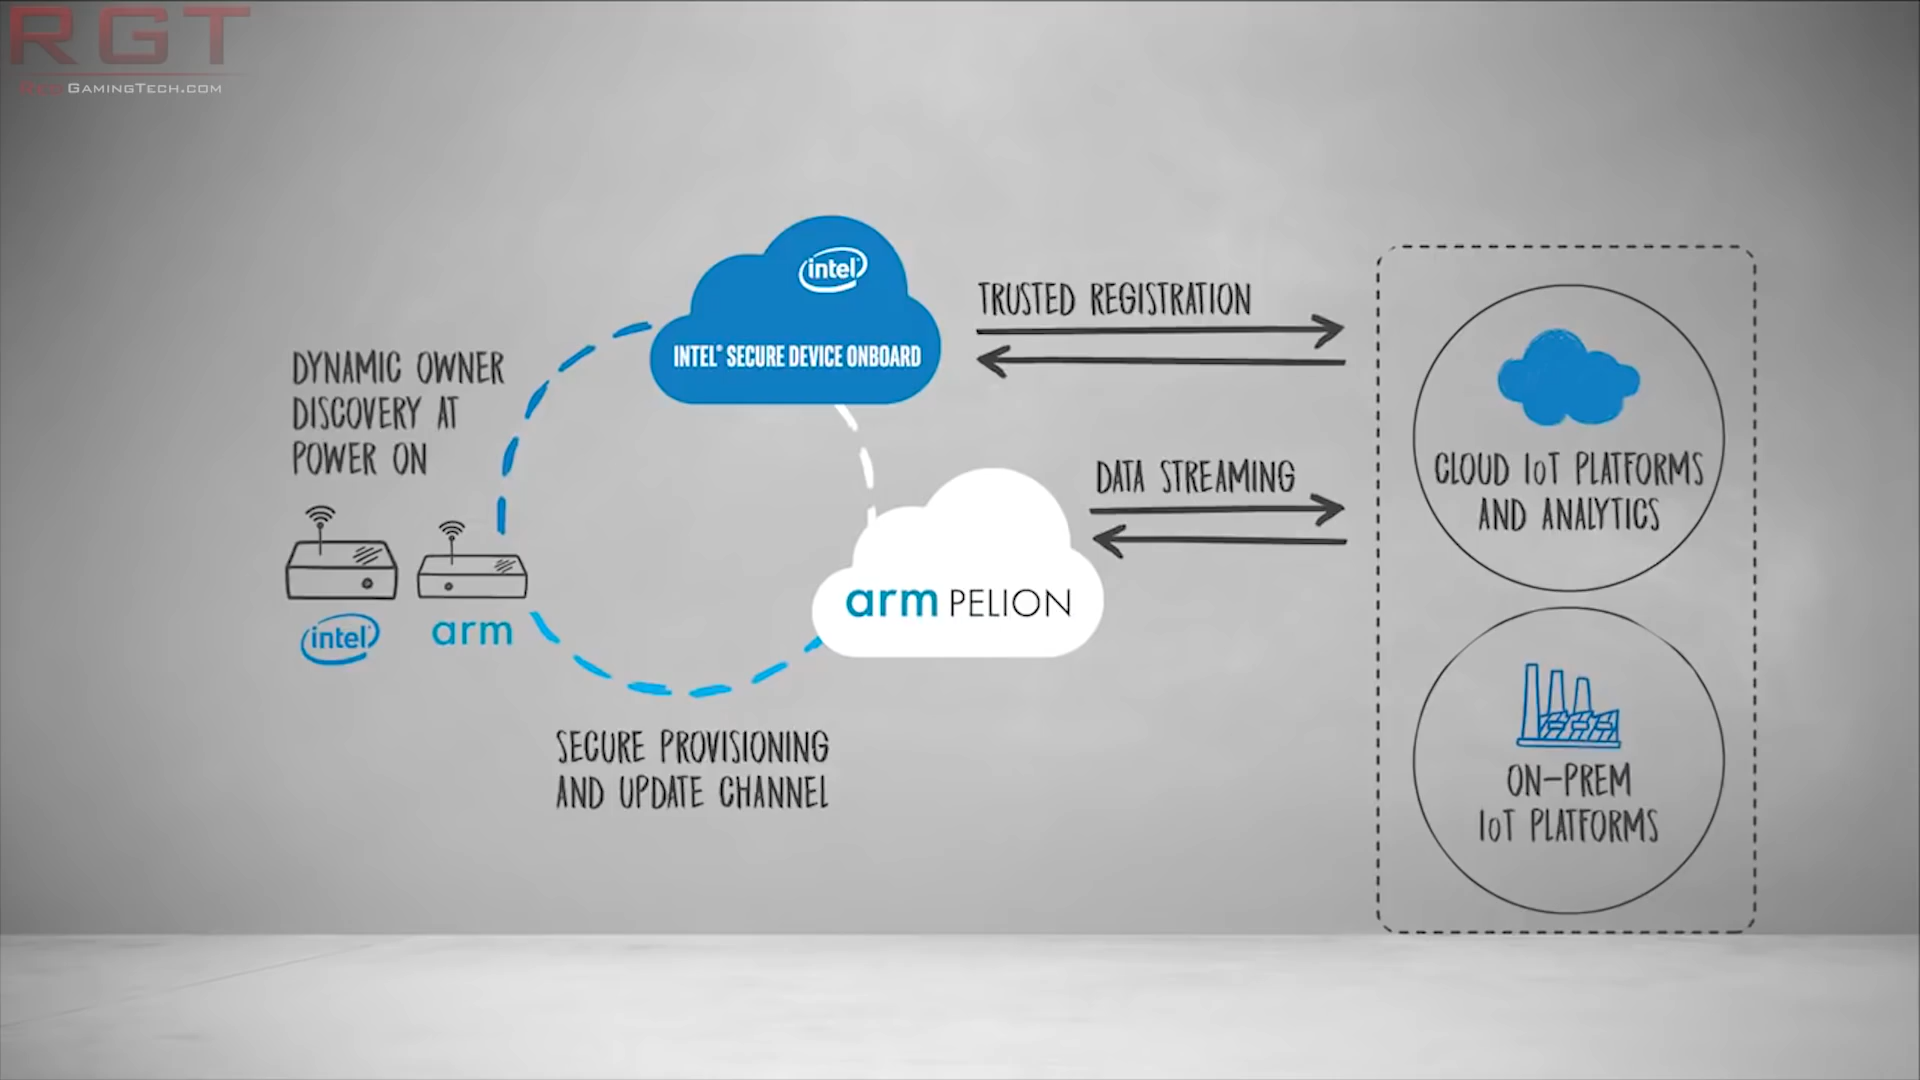 RGT
RED GAMINGTECH.COM
intel
INTEL® SECURE DEVICE ONBOARD
TRUSTED REGISTRATION
DYNAMIC OWNER
DISCOVERY AT
POWER ON
intel
arm
arm PELION
DATA STREAMING
SECURE PROVISIONING
AND UPDATE CHANNEL
CLOUD IoT PLATFORMS
AND ANALYTICS
ON-PREM
IoT PLATFORMS